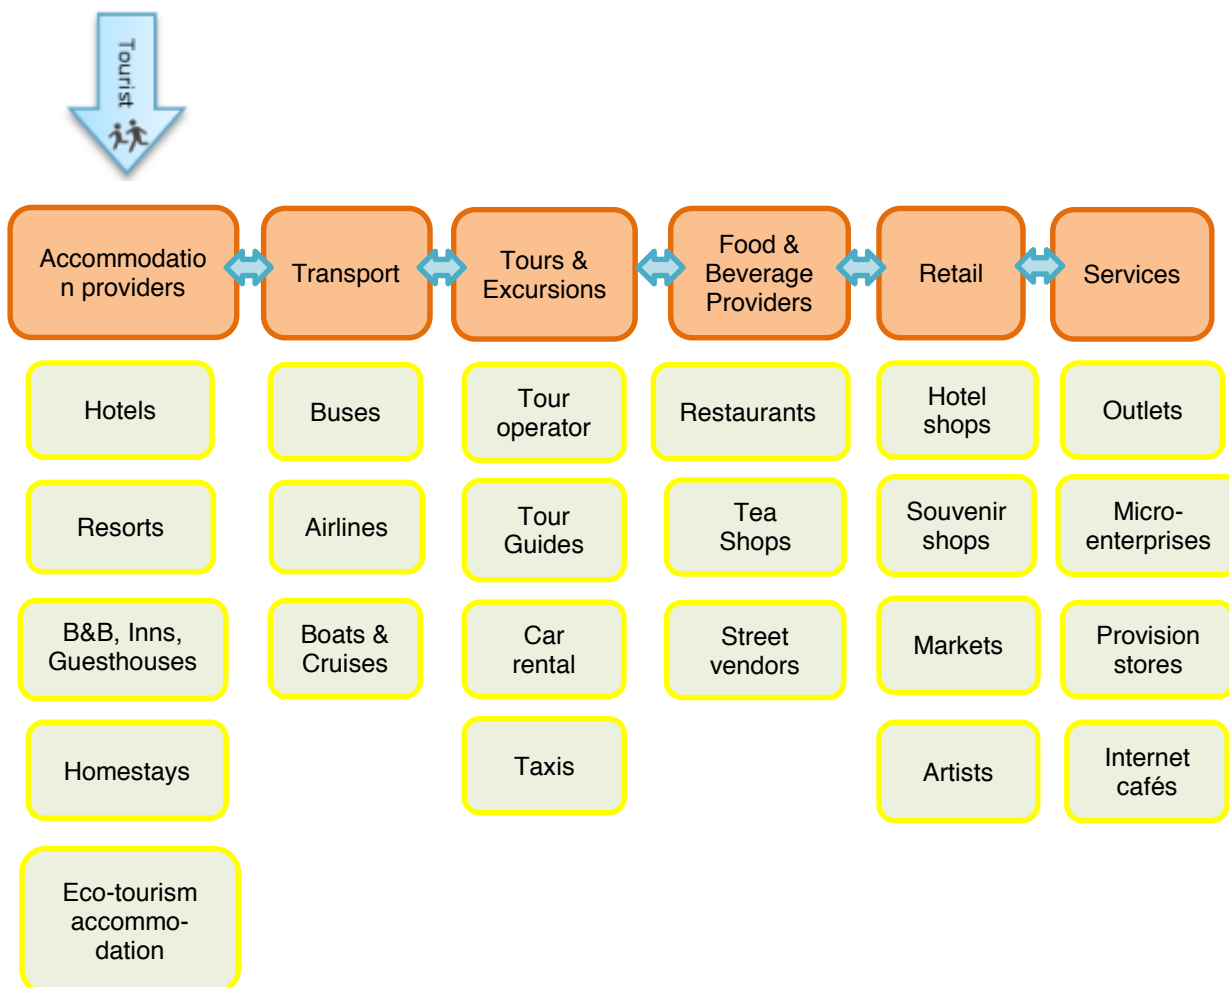 Tourist
Accommodatio
n providers
Transport
Tours &
Excursions
Food &
Beverage
Providers
Retail
Services
Hotels
Buses
Tour
operator
Restaurants
Hotel
shops
Outlets
Resorts
Airlines
Tour
Guides
Tea
Shops
Souvenir
shops
Micro-
enterprises
B&B, Inns,
Guesthouses
Boats &
Cruises
Car
rental
Street
vendors
Markets
Provision
stores
Homestays
Taxis
Artists
Internet
cafés
Eco-tourism
accommo-
dation